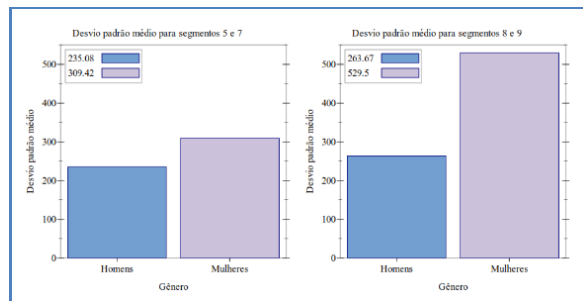 Desvio padrão médio para segmentos 5 e 7
235.08
309.42
500
400
300
200
100
0
Desvio padrão médio
Homens
Mulheres
Gênero
Desvio padrão médio para segmentos 8 e 9
263.67
529.5
500
400
300
200
100
0
Desvio padrão médio
Homens
Mulheres
Gênero